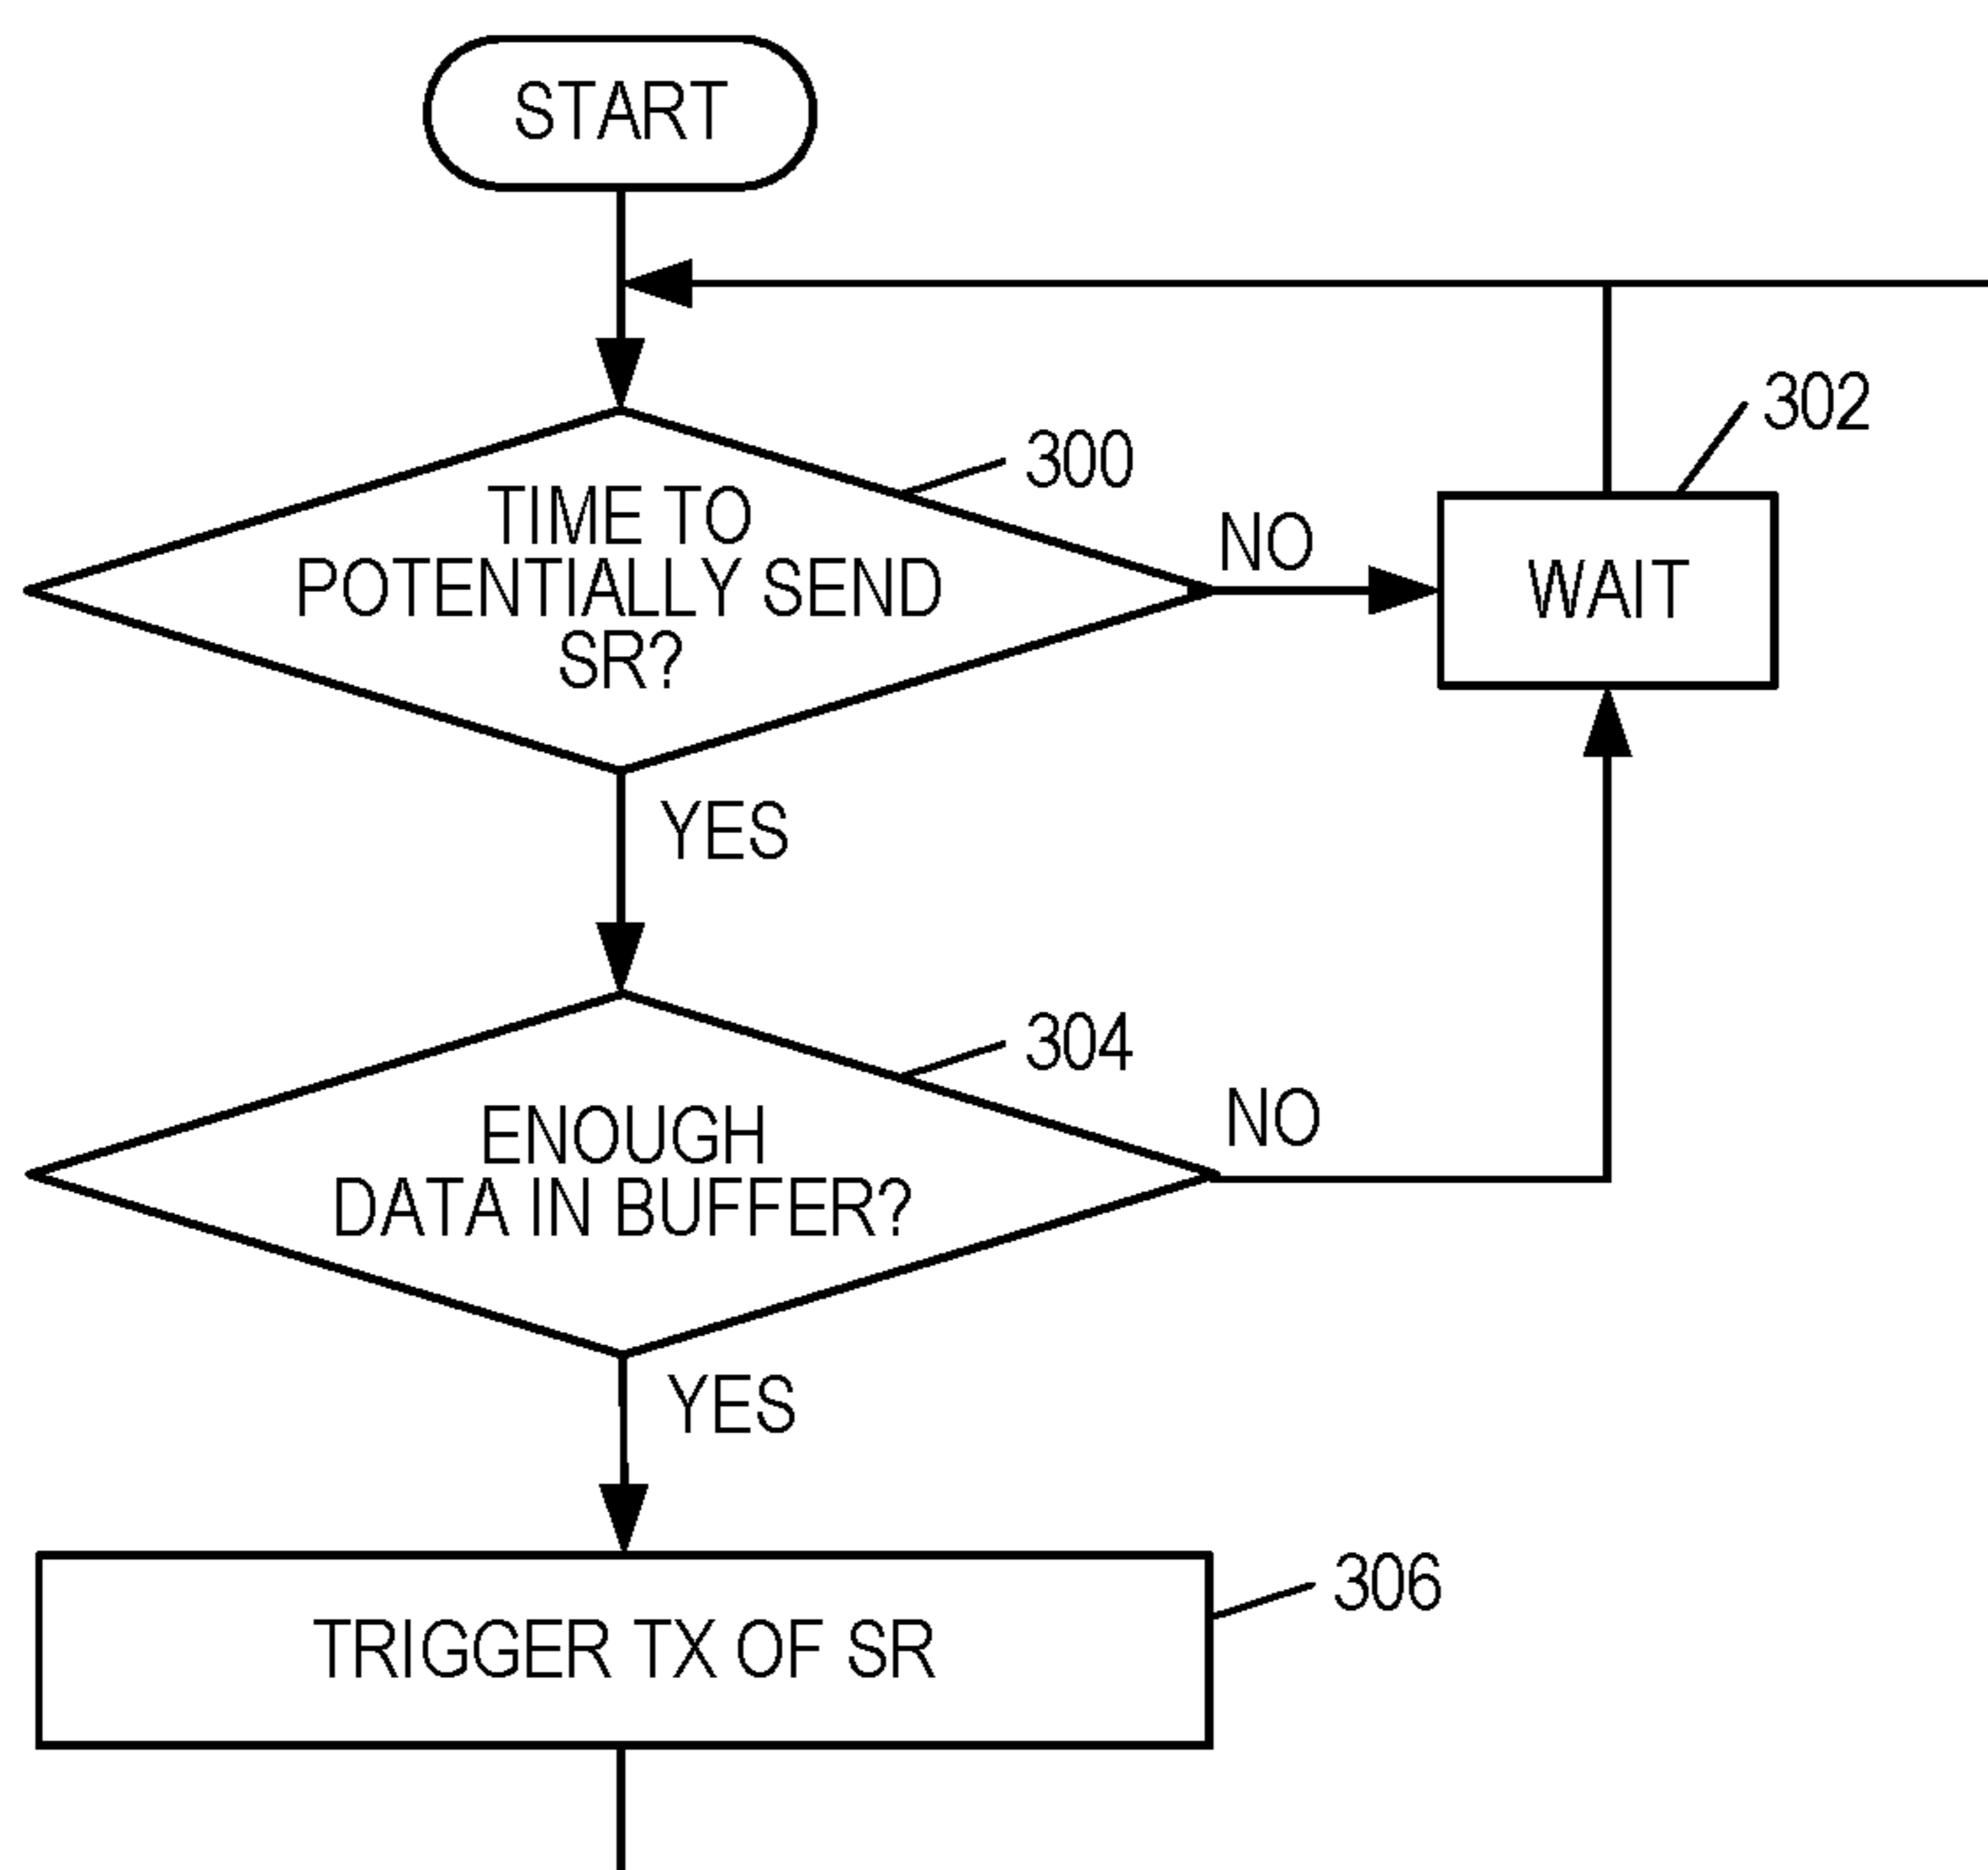 START
302
300
TIME TO
POTENTIALLY SEND
SR?
NO
WAIT
YES
304
ENOUGH
DATA IN BUFFER?
NO
YES
306
TRIGGER TX OF SR